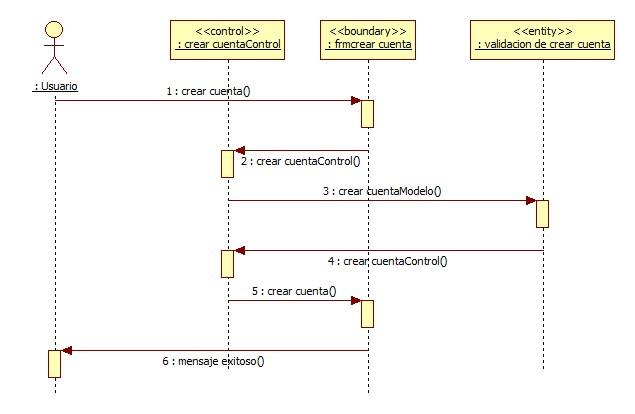 <<control>>
: crear cuentaControl
<<boundary>>
: frmcrear cuenta
<<entity>>
: validacion de crear cuenta
: Usuario
1 : crear cuenta()
2 : crear cuentaControl()
3 : crear cuentaModelo()
4 : crear cuentaControl()
5 : crear cuenta()
6 : mensaje exitoso()